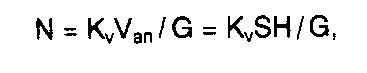 N = KᵥVₐₙ / G = KᵥSH / G,